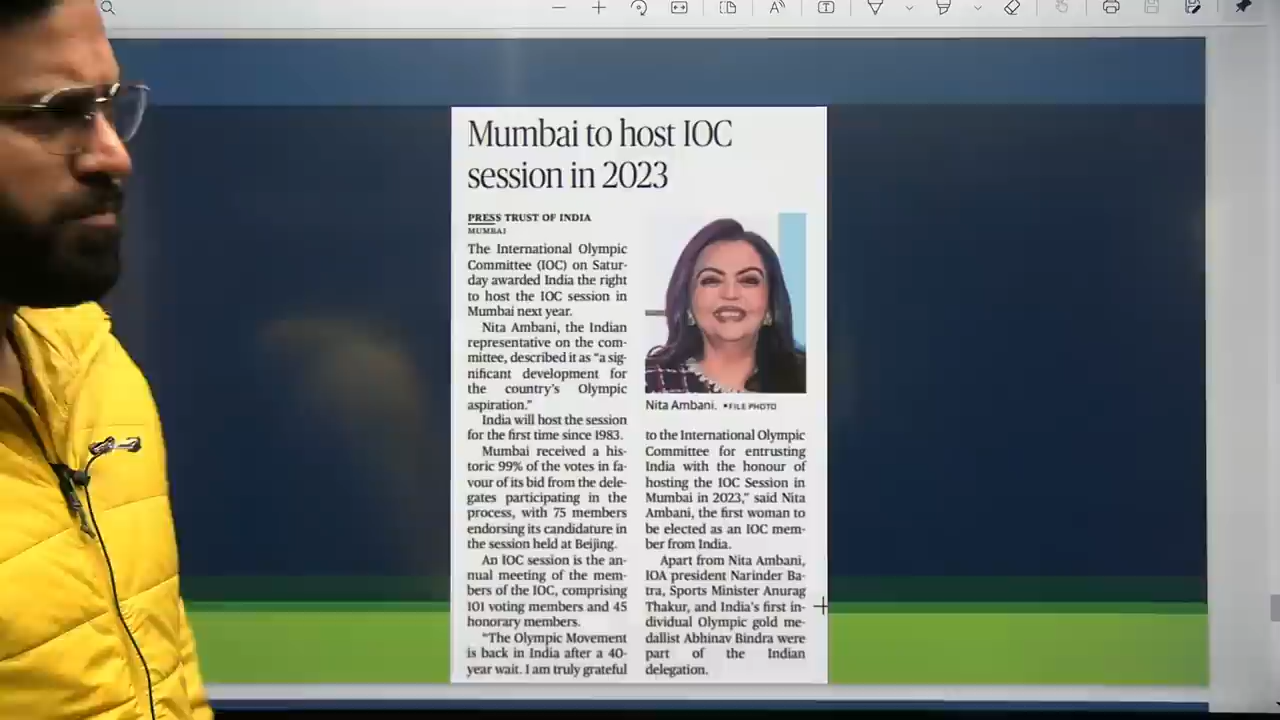 Mumbai to host IOC
session in 2023
PRESS TRUST OF INDIA
MUMBAI
The International Olympic
Committee (IOC) on Satur-
day awarded India the right
to host the IOC session in
Mumbai next year.
Nita Ambani, the Indian
representative on the com-
mittee, described it as “a sig-
nificant development for
the country’s Olympic
aspiration.”
India will host the session
for the first time since 1983.
Mumbai received a his-
toric 99% of the votes in fa-
vour of its bid from the dele-
gates participating in the
process, with 75 members
endorsing its candidature in
the session held at Beijing.
An IOC session is the an-
nual meeting of the mem-
bers of the IOC, comprising
101 voting members and 45
honorary members.
“The Olympic Movement
is back in India after a 40-
year wait. I am truly grateful
Nita Ambani. •FILE PHOTO
to the International Olympic
Committee for entrusting
India with the honour of
hosting the IOC Session in
Mumbai in 2023,” said Nita
Ambani, the first woman to
be elected as an IOC mem-
ber from India.
Apart from Nita Ambani,
IOA president Narinder Ba-
tra, Sports Minister Anurag
Thakur, and India’s first in-
dividual Olympic gold me-
dallist Abhinav Bindra were
part of the Indian
delegation.